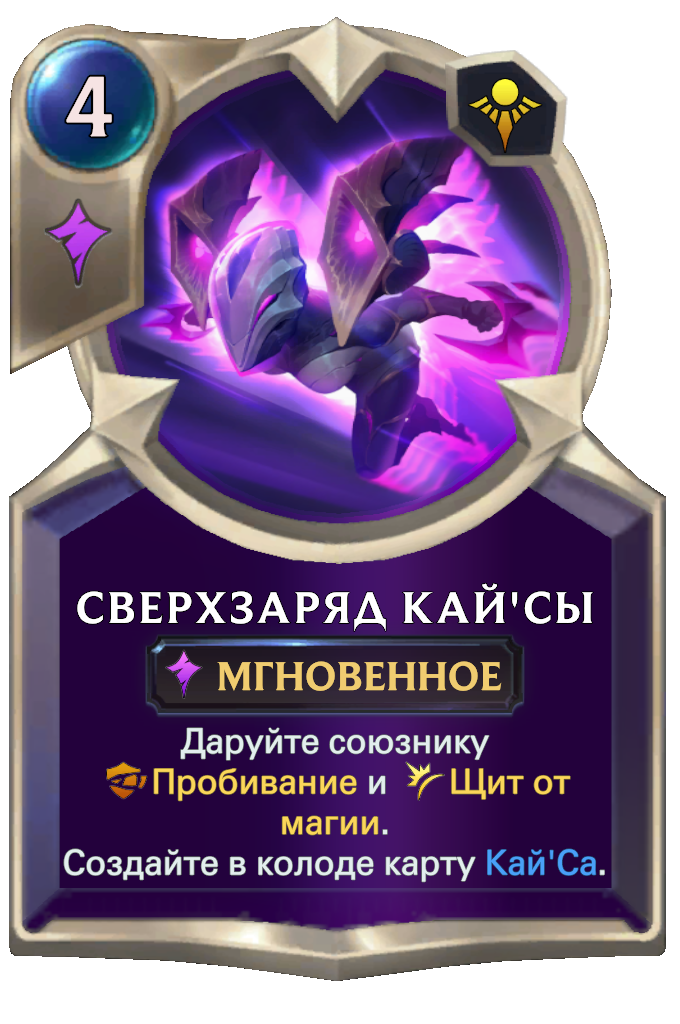 4
СВЕРХЗАРЯД КАЙ'СЫ
МГНОВЕННОЕ
Даруйте союзнику
Пробивание и Щит от
магии.
Создайте в колоде карту Кай'Са.